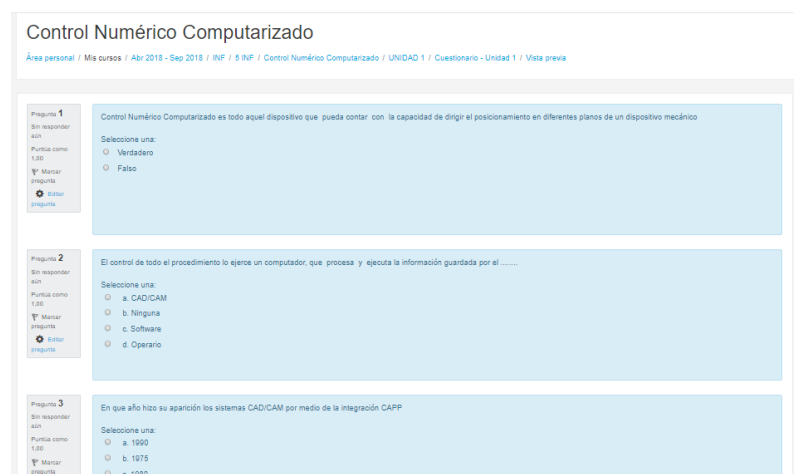 Control Numérico Computarizado
Área personal / Mis cursos / Abr 2018 - Sep 2018 / INF / 5 INF / Control Numérico Computarizado / UNIDAD 1 / Cuestionario - Unidad 1 / Vista previa
Pregunta 1
Sin responder
aún
Puntúa como
1,00
Marcar
pregunta
Editar
pregunta
Control Numérico Computarizado es todo aquel dispositivo que pueda contar con la capacidad de dirigir el posicionamiento en diferentes planos de un dispositivo mecánico
Seleccione una:
Verdadero
Falso
Pregunta 2
Sin responder
aún
Puntúa como
1,00
Marcar
pregunta
Editar
pregunta
El control de todo el procedimiento lo ejerce un computador, que procesa y ejecuta la información guardada por el ........
Seleccione una:
a. CAD/CAM
b. Ninguna
c. Software
d. Operario
Pregunta 3
Sin responder
aún
Puntúa como
1,00
Marcar
pregunta
En que año hizo su aparición los sistemas CAD/CAM por medio de la integración CAPP
Seleccione una:
a. 1990
b. 1975